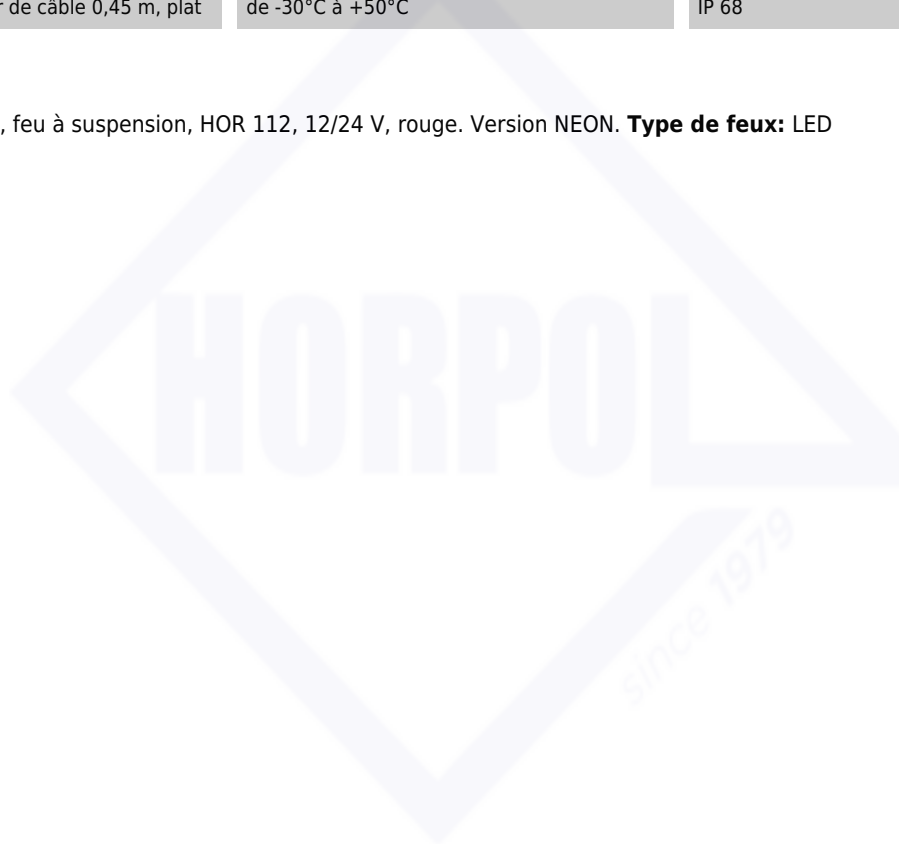 de câble 0,45 m, plat de -30°C à +50°C IP 68
, feu à suspension, HOR 112, 12/24 V, rouge. Version NEON. Type de feux: LED
HORPOL
since 1979